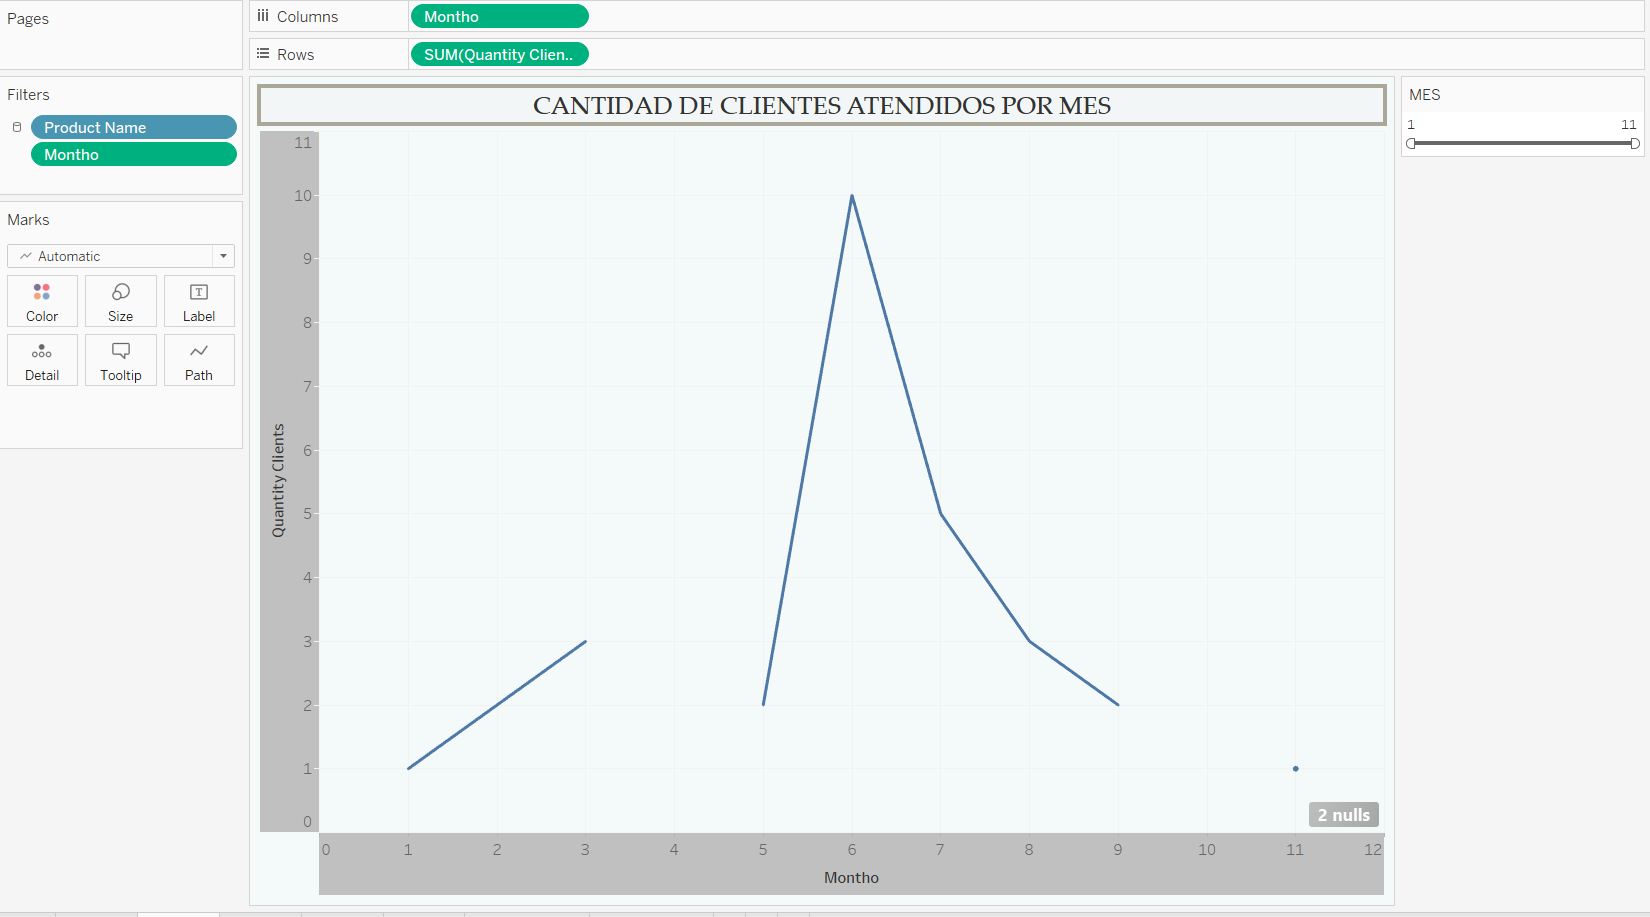 Pages
Columns
Montho
Rows
SUM(Quantity Clien..
Filters
Product Name
Montho
Marks
Automatic
Color
Size
Label
Detail
Tooltip
Path
CANTIDAD DE CLIENTES ATENDIDOS POR MES
11
10
9
8
7
6
5
4
3
2
1
0
Quantity Clients
2 nulls
0 1 2 3 4 5 6 7 8 9 10 11 12
Montho
MES
1 11